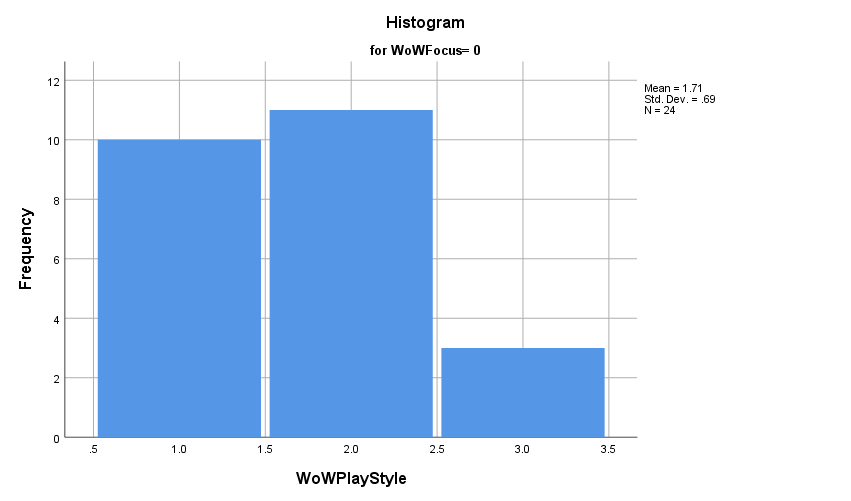 Histogram
for WoWFocus= 0
Mean = 1.71
Std. Dev. = .69
N = 24
Frequency
12
10
8
6
4
2
0
.5 1.0 1.5 2.0 2.5 3.0 3.5
WoWPlayStyle